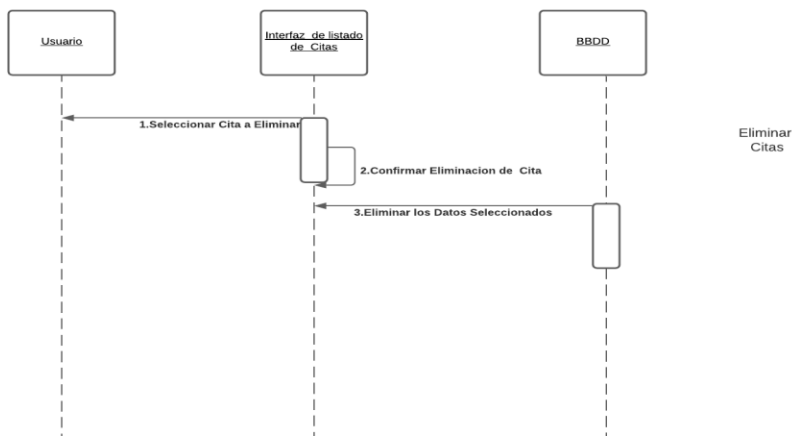 Usuario
Interfaz de listado
de Citas
BBDD
1.Seleccionar Cita a Eliminar
Eliminar
Citas
2.Confirmar Eliminacion de Cita
3.Eliminar los Datos Seleccionados